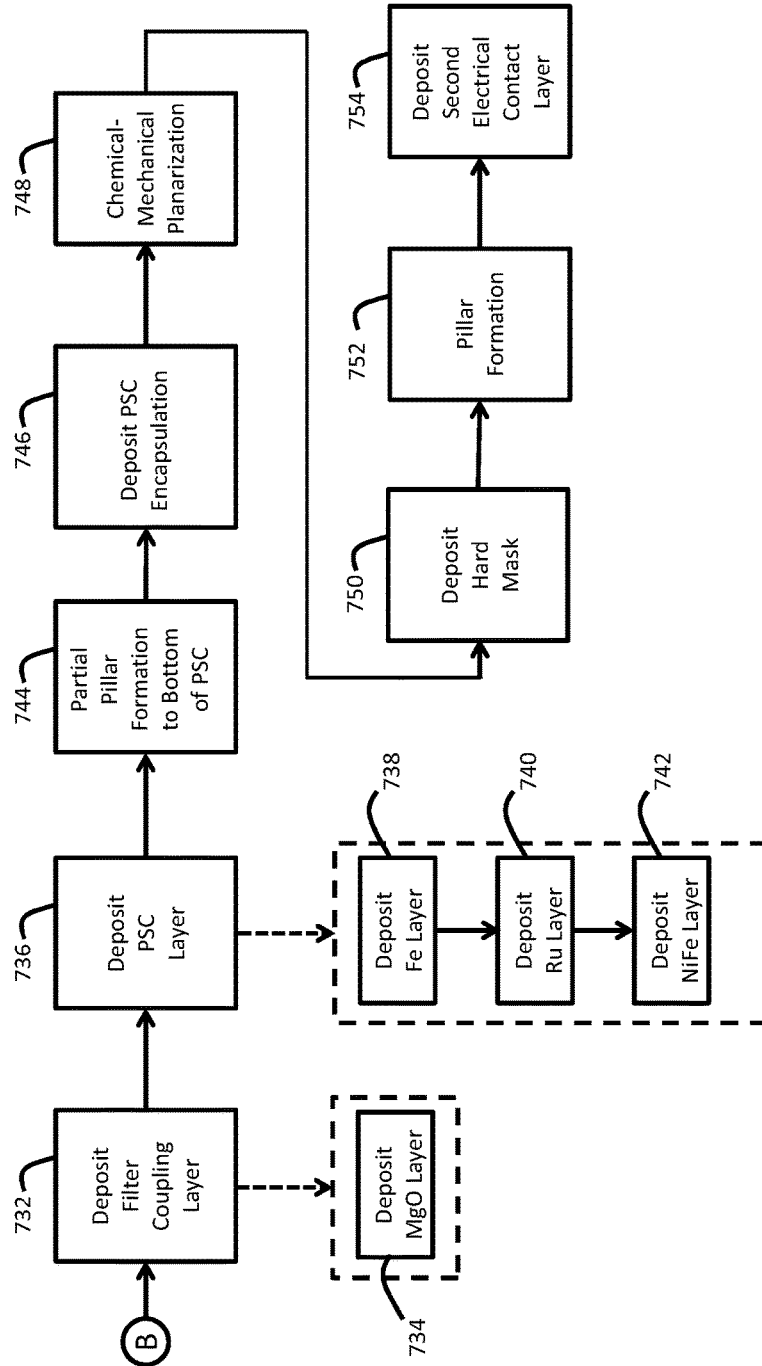 B
732
Deposit
Filter
Coupling
Layer
734
Deposit
MgO Layer
736
Deposit
PSC
Layer
738
Deposit
Fe Layer
740
Deposit
Ru Layer
742
Deposit
NiFe Layer
744
Partial
Pillar
Formation
to Bottom
of PSC
746
Deposit PSC
Encapsulation
748
Chemical-
Mechanical
Planarization
750
Deposit
Hard
Mask
752
Pillar
Formation
754
Deposit
Second
Electrical
Contact
Layer